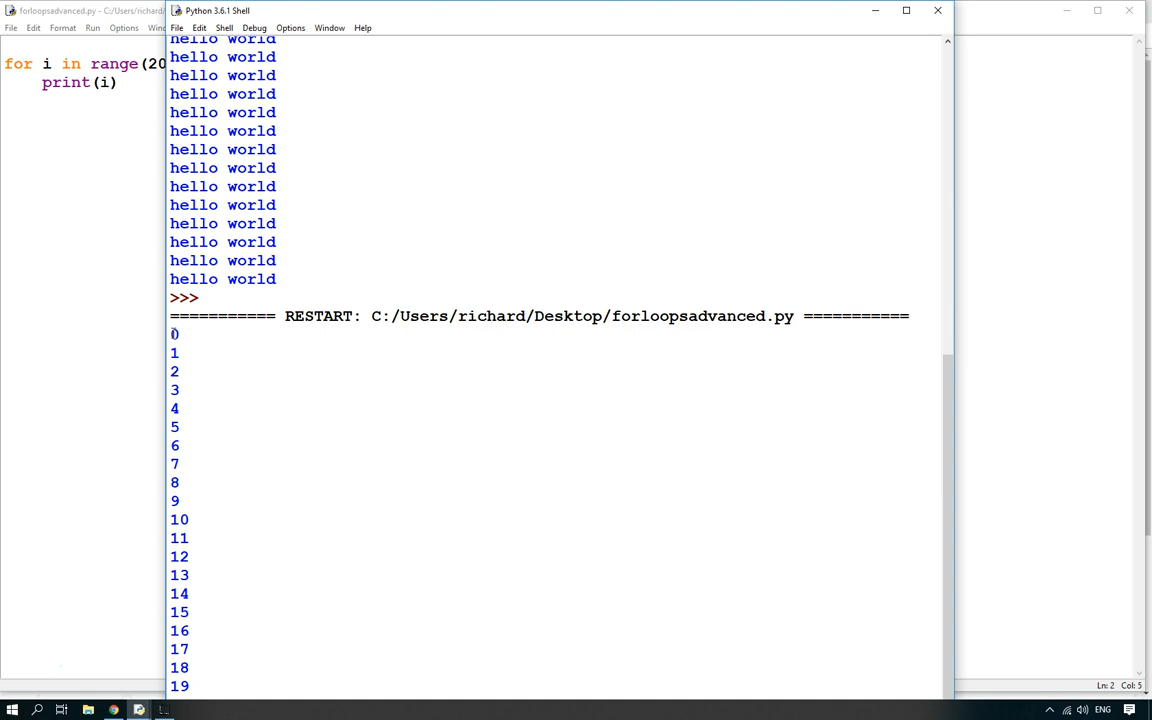 forloopsadvanced.py - C:/Users/richard/
File Edit Format Run Options
for i in range(20
    print(i)
Python 3.6.1 Shell
File Edit Shell Debug Options Window Help
hello world
hello world
hello world
hello world
hello world
hello world
hello world
hello world
hello world
hello world
hello world
hello world
hello world
hello world
>>>
=========== RESTART: C:/Users/richard/Desktop/forloopsadvanced.py ===========
0
1
2
3
4
5
6
7
8
9
10
11
12
13
14
15
16
17
18
19
Ln: 2 Col: 5
ENG